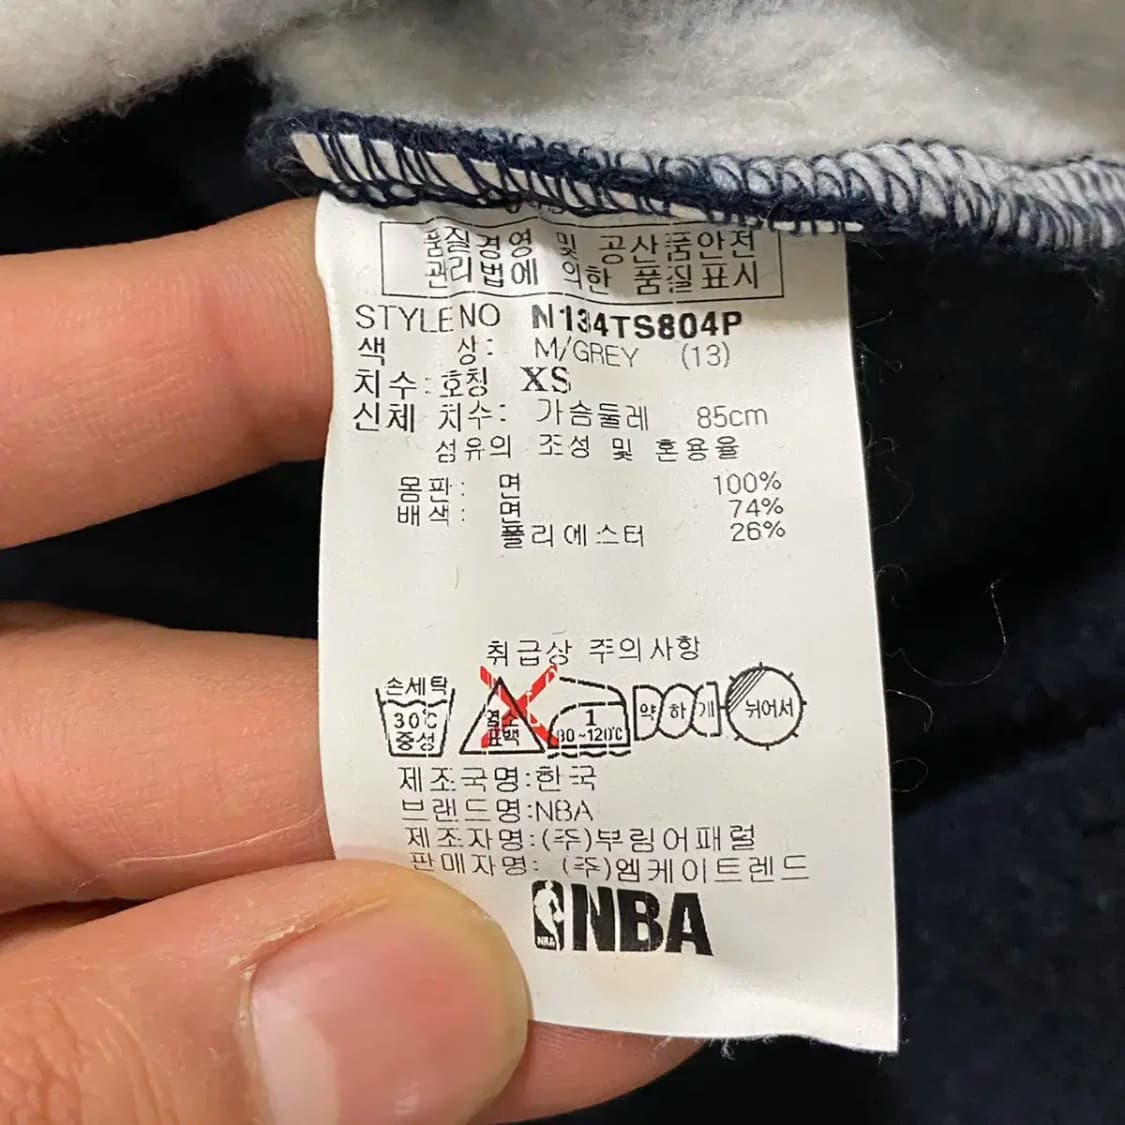 품질경영 및 공산품안전
관리법에 의한 품질표시
STYLE NO N134TS804P
색 상: M/GREY (13)
치수: 호칭 XS
신체 치수: 가슴둘레 85cm
섬유의 조성 및 혼용율
몸판: 면 100%
배색: 면 74%
폴리에스터 26%
취급상 주의사항
손세탁
30℃
중성
염소
표백
1
80~120℃
약하게
뉘어서
제조국명:한국
브랜드명:NBA
제조자명:(주)부림어패럴
판매자명: (주)엠케이트렌드
NBA
NBA